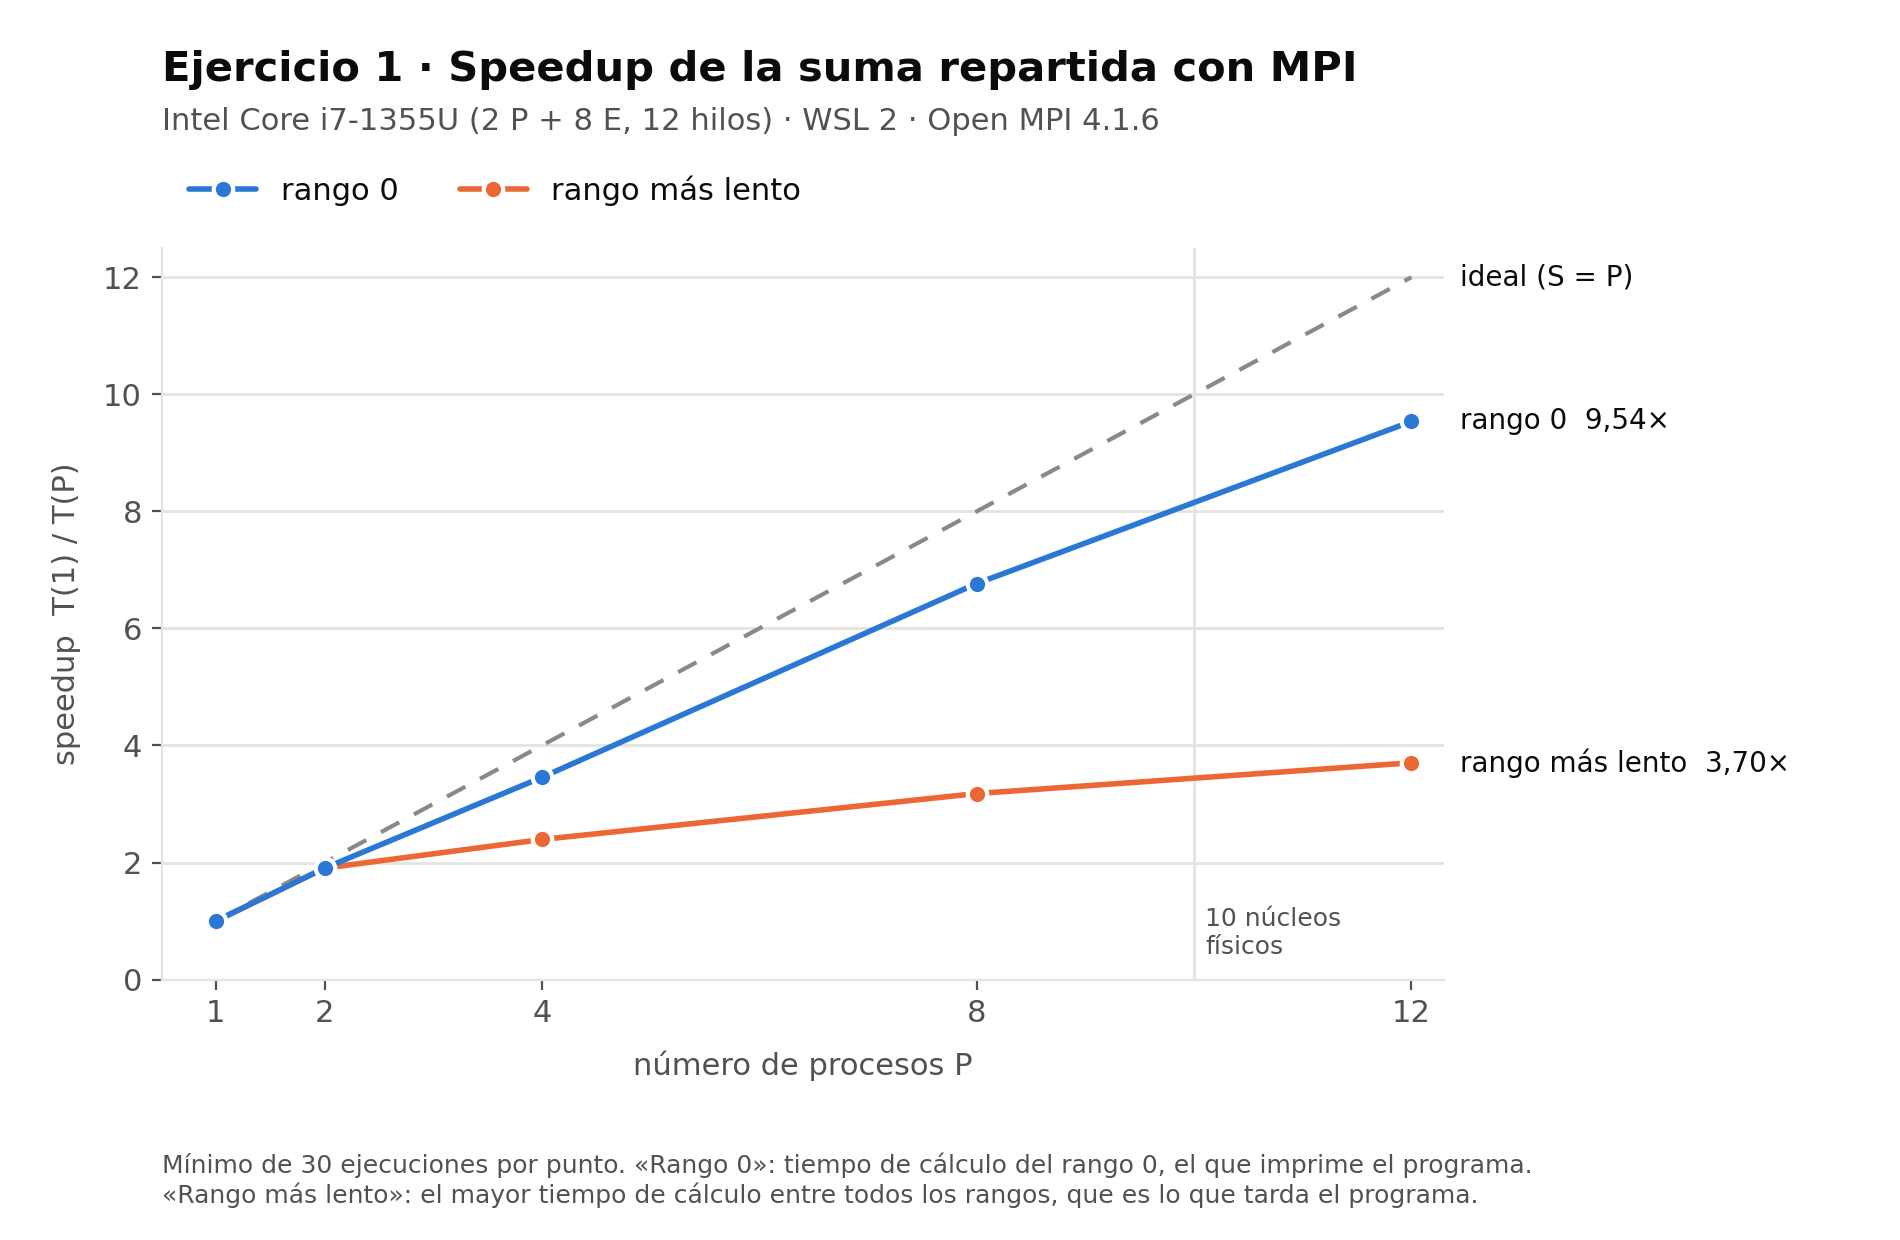 Ejercicio 1 · Speedup de la suma repartida con MPI
Intel Core i7-1355U (2 P + 8 E, 12 hilos) · WSL 2 · Open MPI 4.1.6
rango 0
rango más lento
speedup  T(1) / T(P)
12
10
8
6
4
2
0
ideal (S = P)
rango 0  9,54×
rango más lento  3,70×
10 núcleos
físicos
1
2
4
8
12
número de procesos P
Mínimo de 30 ejecuciones por punto. «Rango 0»: tiempo de cálculo del rango 0, el que imprime el programa.
«Rango más lento»: el mayor tiempo de cálculo entre todos los rangos, que es lo que tarda el programa.